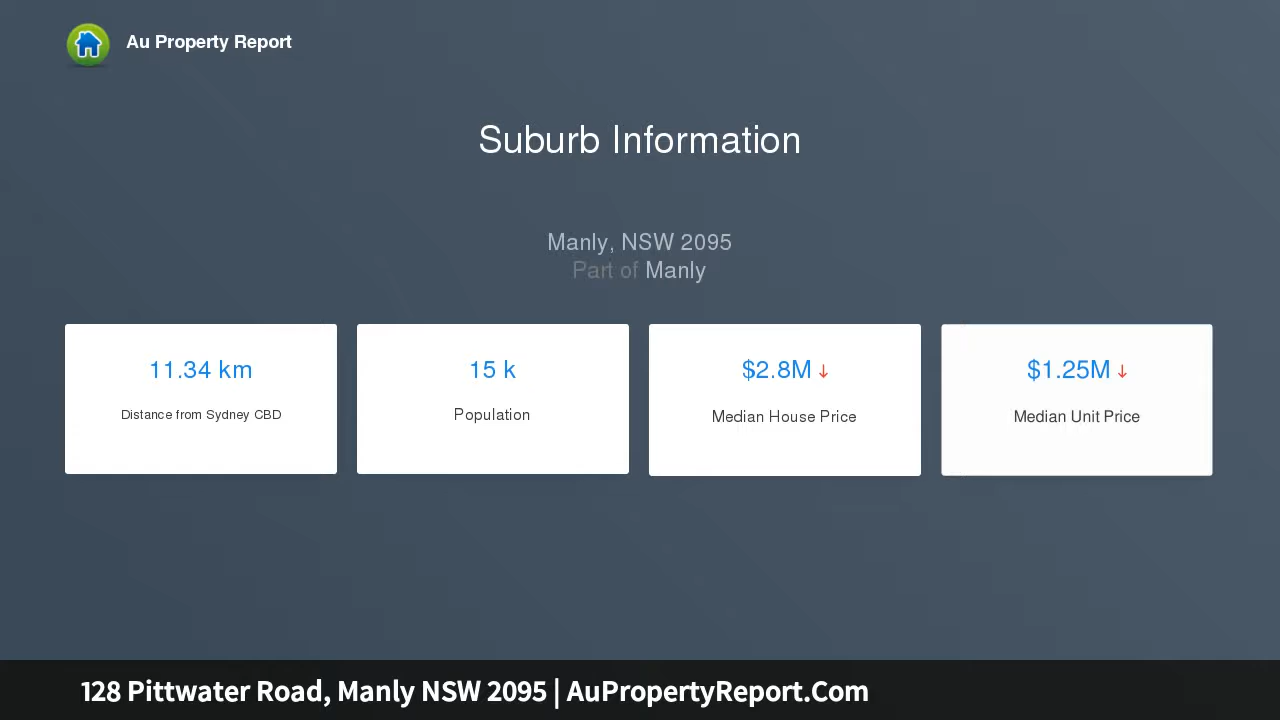 Au Property Report
Suburb Information
Manly, NSW 2095
Part of Manly
11.34 km
Distance from Sydney CBD
15 k
Population
$2.8M ↓
Median House Price
$1.25M ↓
Median Unit Price
128 Pittwater Road, Manly NSW 2095 | AuPropertyReport.Com